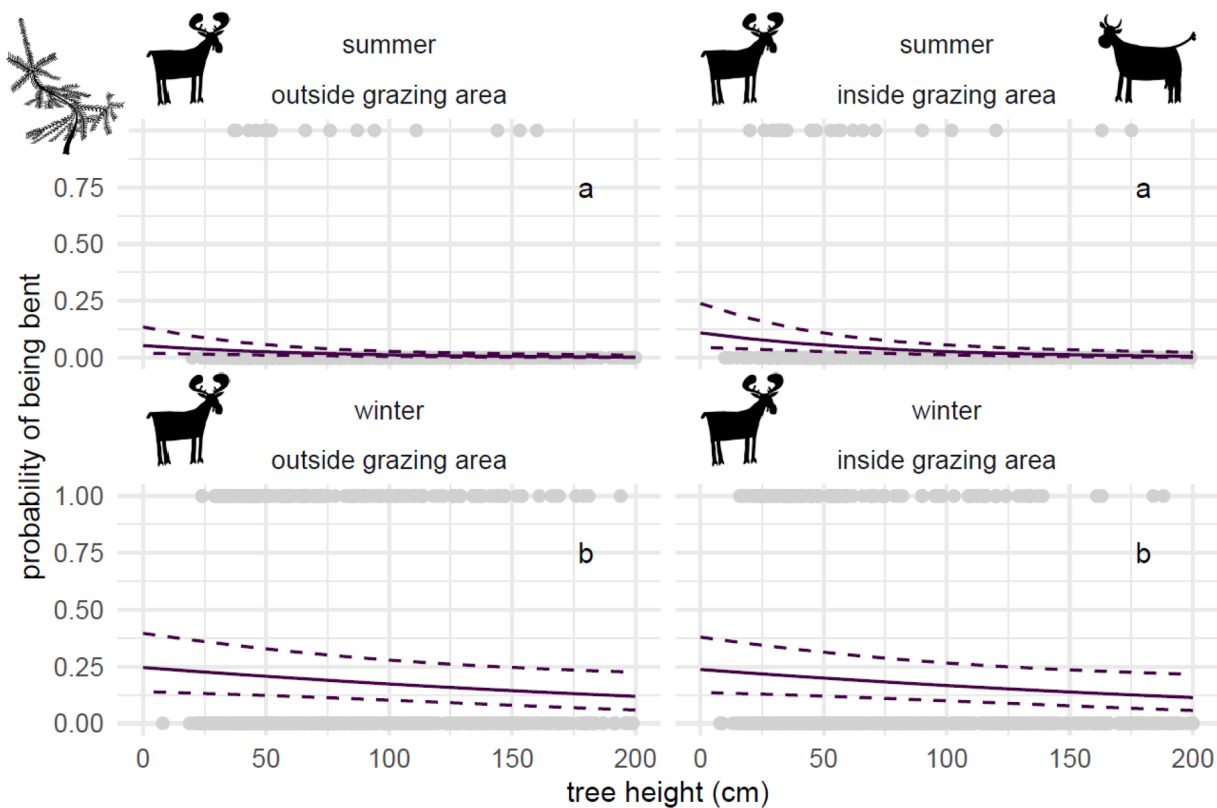 summer
outside grazing area
summer
inside grazing area
a
a
0.75
0.50
0.25
0.00
probability of being bent
winter
outside grazing area
winter
inside grazing area
1.00
b
b
0.75
0.50
0.25
0.00
0 50 100 150 200
0 50 100 150 200
tree height (cm)